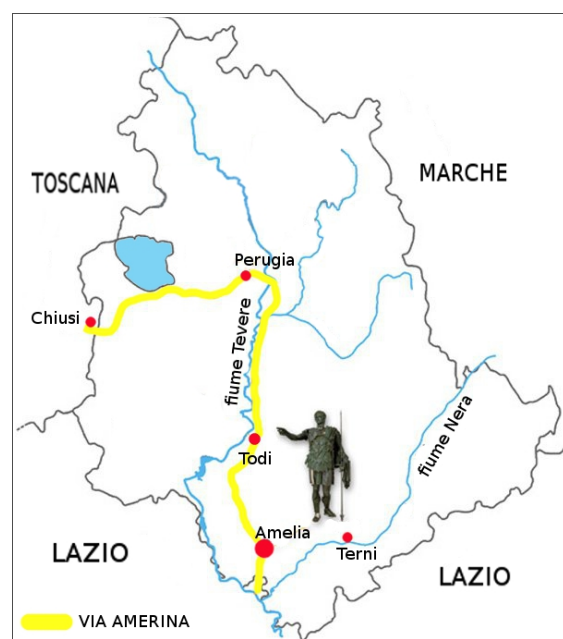 TOSCANA
MARCHE
Perugia
Chiusi
fiume Tevere
fiume Nera
Todi
Amelia
Terni
LAZIO
LAZIO
VIA AMERINA